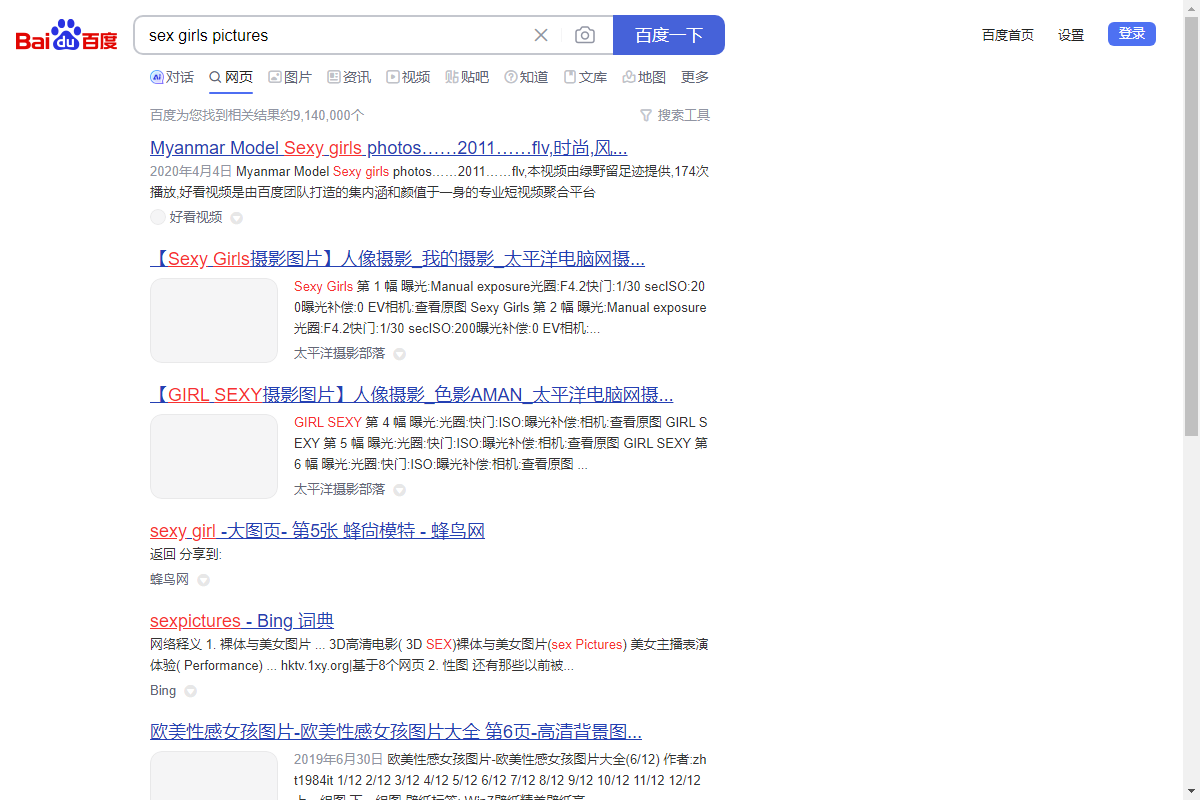 Bai du 百度
sex girls pictures
百度一下
百度首页 设置 登录
对话 网页 图片 资讯 视频 贴吧 知道 文库 地图 更多
百度为您找到相关结果约9,140,000个
搜索工具
Myanmar Model Sexy girls photos……2011……flv,时尚,风...
2020年4月4日 Myanmar Model Sexy girls photos……2011……flv,本视频由绿野留足迹提供,174次
播放,好看视频是由百度团队打造的集内涵和颜值于一身的专业短视频聚合平台
好看视频
【Sexy Girls摄影图片】人像摄影_我的摄影_太平洋电脑网摄...
Sexy Girls 第 1 幅 曝光:Manual exposure光圈:F4.2快门:1/30 secISO:20
0曝光补偿:0 EV相机:查看原图 Sexy Girls 第 2 幅 曝光:Manual exposure
光圈:F4.2快门:1/30 secISO:200曝光补偿:0 EV相机:...
太平洋摄影部落
【GIRL SEXY摄影图片】人像摄影_色影AMAN_太平洋电脑网摄...
GIRL SEXY 第 4 幅 曝光:光圈:快门:ISO:曝光补偿:相机:查看原图 GIRL S
EXY 第 5 幅 曝光:光圈:快门:ISO:曝光补偿:相机:查看原图 GIRL SEXY 第
6 幅 曝光:光圈:快门:ISO:曝光补偿:相机:查看原图 ...
太平洋摄影部落
sexy girl -大图页- 第5张 蜂尙模特 - 蜂鸟网
返回 分享到:
蜂鸟网
sexpictures - Bing 词典
网络释义 1. 裸体与美女图片 ... 3D高清电影( 3D SEX)裸体与美女图片(sex Pictures) 美女主播表演
体验( Performance) ... hktv.1xy.org|基于8个网页 2. 性图 还有那些以前被...
Bing
欧美性感女孩图片-欧美性感女孩图片大全 第6页-高清背景图...
2019年6月30日 欧美性感女孩图片-欧美性感女孩图片大全(6/12) 作者:zh
t1984it 1/12 2/12 3/12 4/12 5/12 6/12 7/12 8/12 9/12 10/12 11/12 12/12